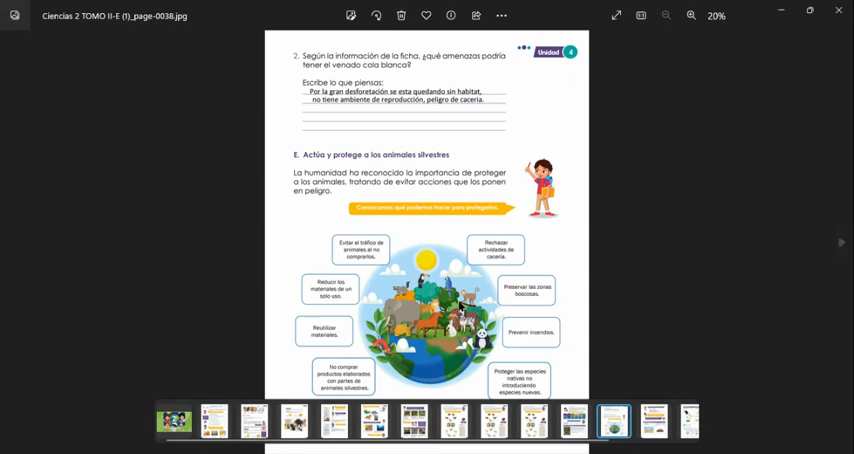 Ciencias 2 TOMO II-E (1)_page-0038.jpg
20%
Unidad 4
2. Según la información de la ficha, ¿qué amenazas podría
tener el venado cola blanca?
Escribe lo que piensas:
Por la gran desforetación se esta quedando sin habitat,
no tiene ambiente de reproducción, peligro de cacería.
E. Actúa y protege a los animales silvestres
La humanidad ha reconocido la importancia de proteger
a los animales, tratando de evitar acciones que los ponen
en peligro.
Conozcamos qué podemos hacer para protegerlos.
Evitar el tráfico de
animales al no
comprarlos.
Rechazar
actividades de
cacería.
Reducir los
materiales de un
solo uso.
Preservar las zonas
boscosas.
Reutilizar
materiales.
Prevenir incendios.
No comprar
productos elaborados
con partes de
animales silvestres.
Proteger las especies
nativas no
introduciendo
especies nuevas.